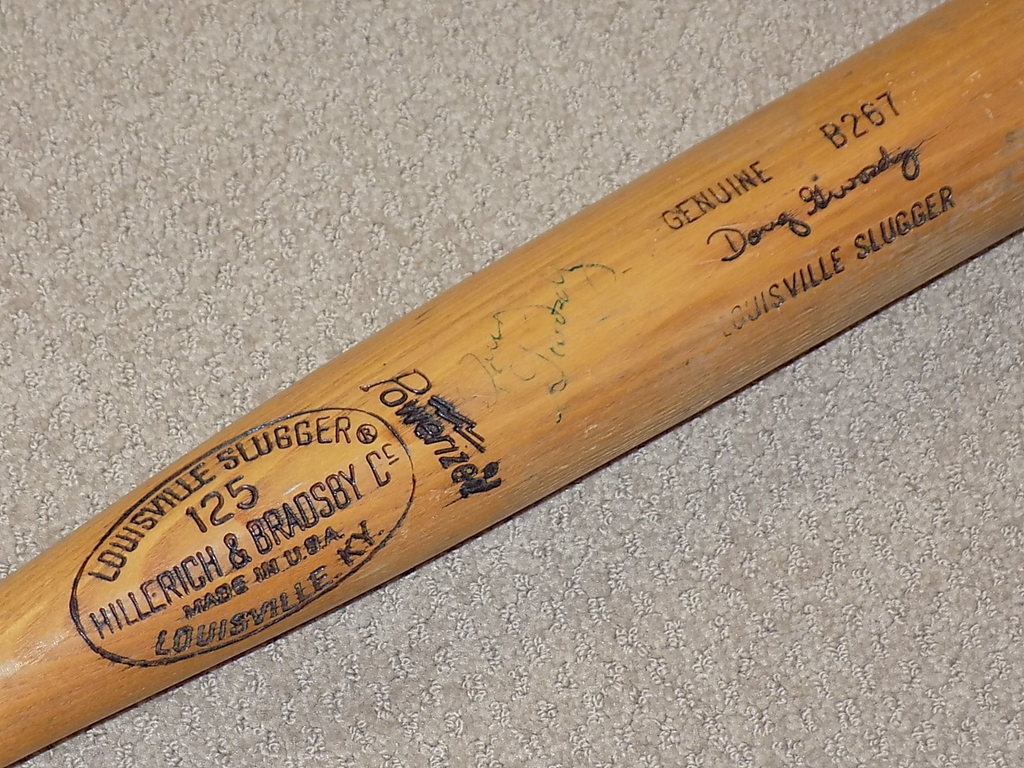 LOUISVILLE SLUGGER®
125
HILLERICH & BRADSBY Cº
MADE IN U.S.A.
LOUISVILLE. KY.
Powerized
GENUINE B267
Doug Gwosdz
LOUISVILLE SLUGGER